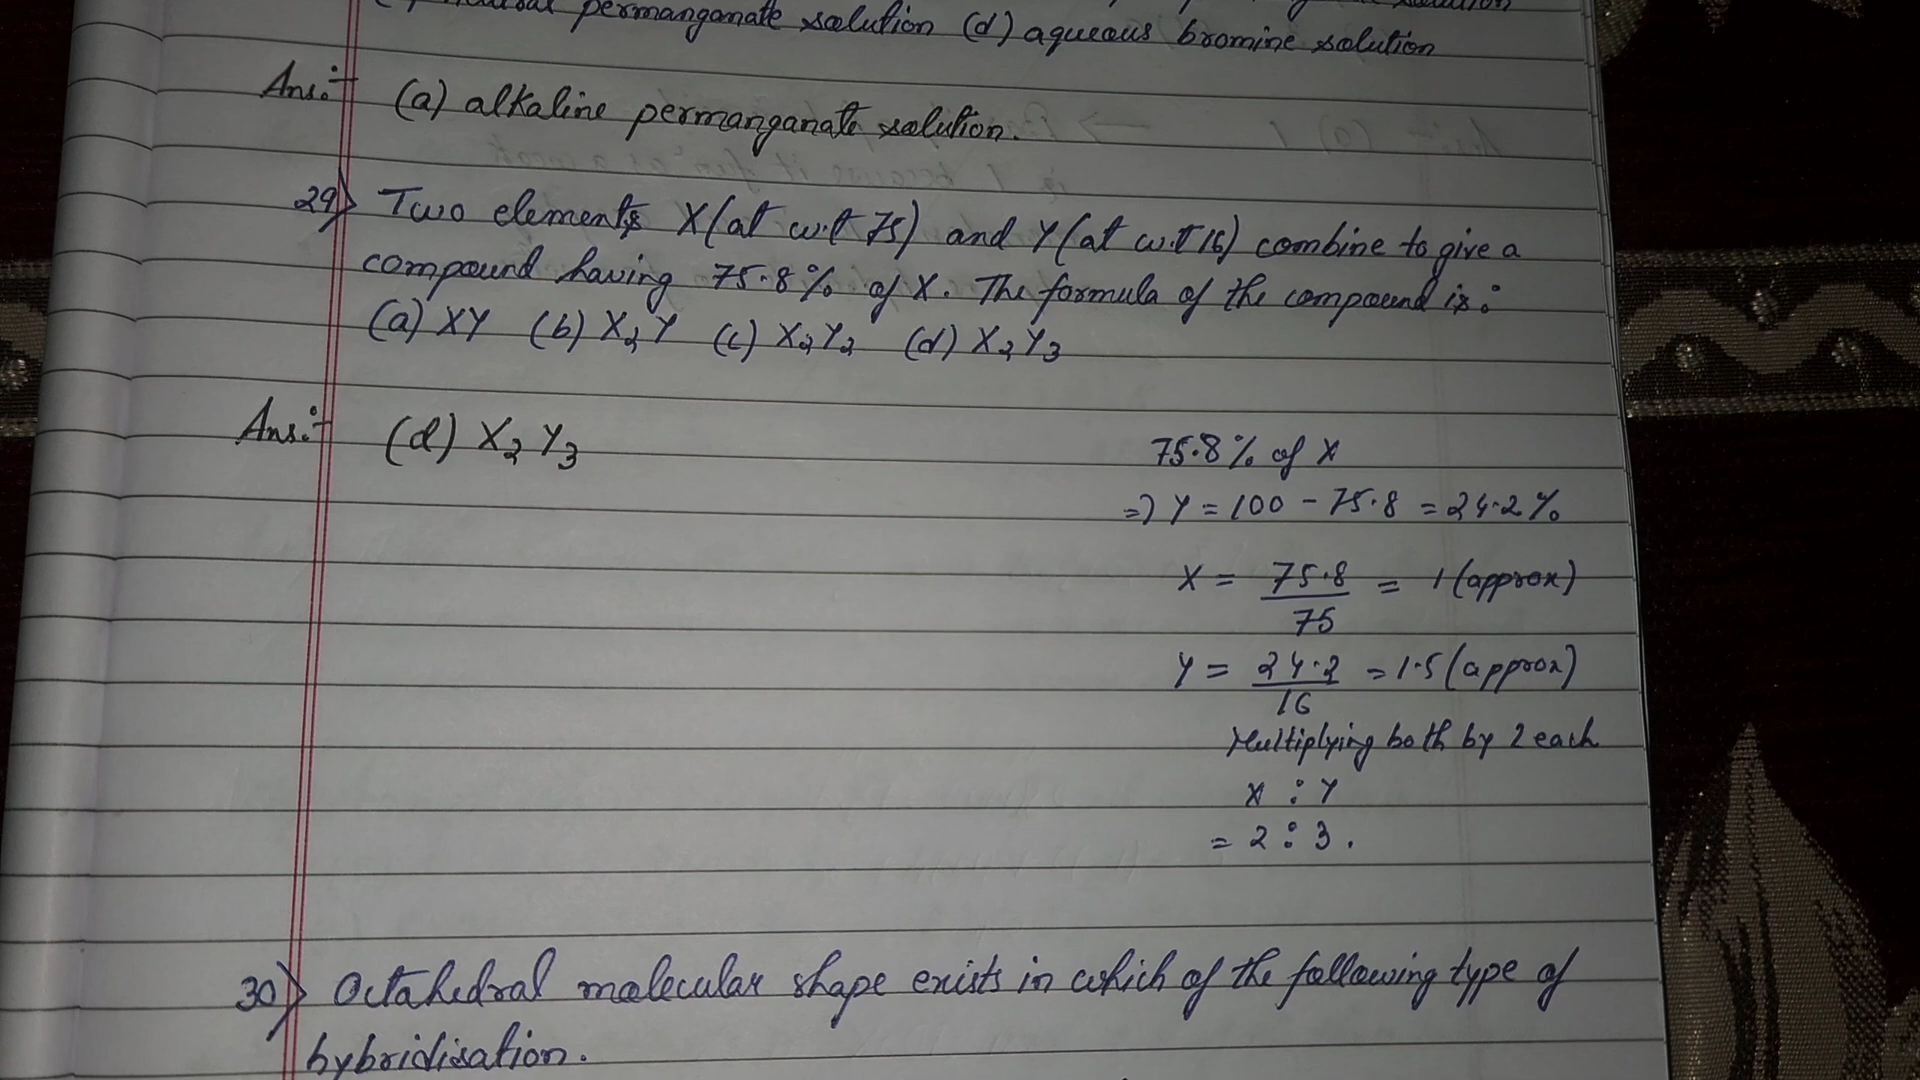 permanganate solution (d) aqueous bromine solution
Ans:- (a) alkaline permanganate solution.
29) Two elements X(at w.t 75) and Y(at w.t 16) combine to give a
compound having 75.8% of X. The formula of the compound is:
(a) XY (b) X₂Y (c) X₂Y₂ (d) X₂Y₃
Ans:- (d) X₂Y₃
75.8% of X
=> Y = 100 - 75.8 = 24.2%
X = 75.8/75 = 1 (approx)
Y = 24.2/16 = 1.5 (approx)
Multiplying both by 2 each
X : Y
= 2 : 3.
30) Octahedral molecular shape exists in which of the following type of
hybridisation.